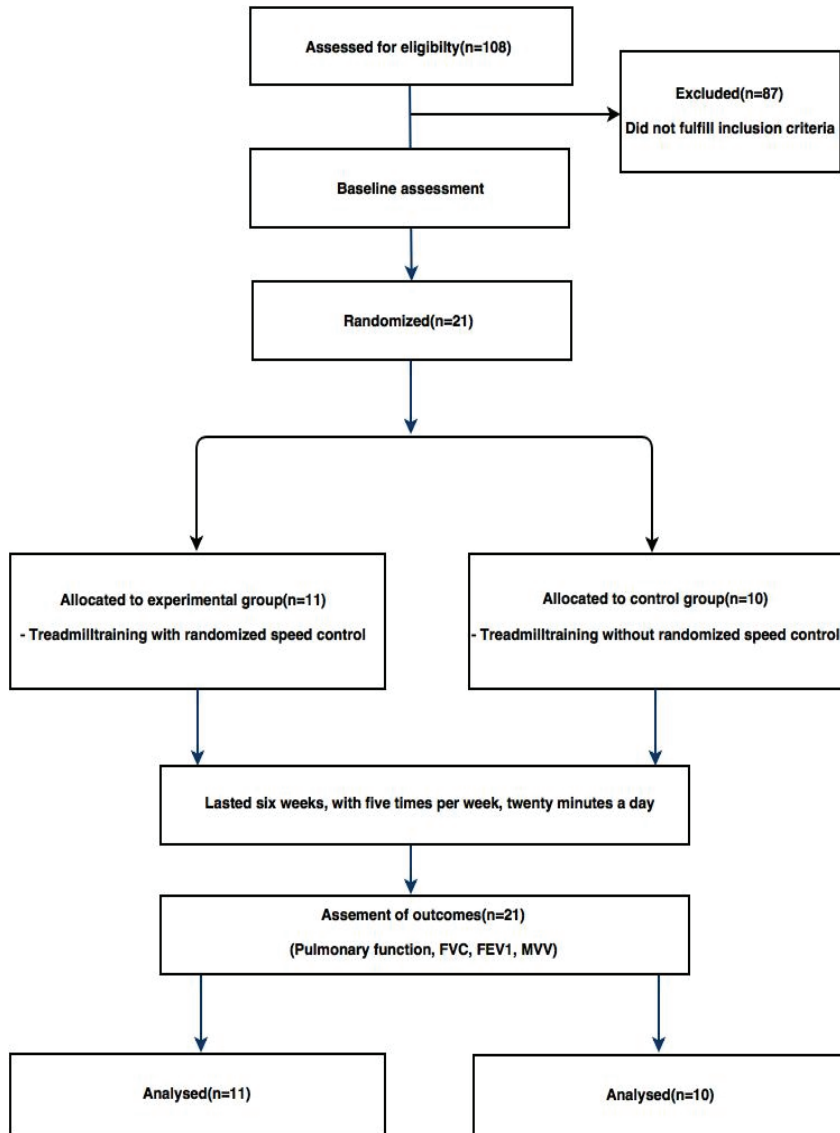 Assessed for eligibilty(n=108)
Excluded(n=87)
Did not fulfill inclusion criteria
Baseline assessment
Randomized(n=21)
Allocated to experimental group(n=11)
- Treadmilltraining with randomized speed control
Allocated to control group(n=10)
- Treadmilltraining without randomized speed control
Lasted six weeks, with five times per week, twenty minutes a day
Assement of outcomes(n=21)
(Pulmonary function, FVC, FEV1, MVV)
Analysed(n=11)
Analysed(n=10)